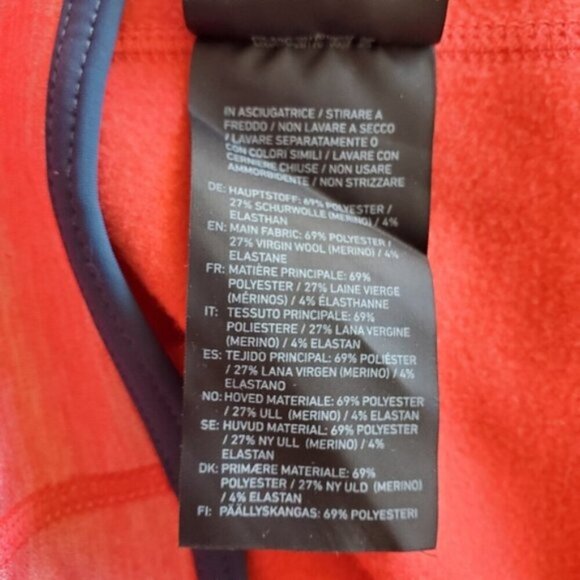 IN ASCIUGATRICE / STIRARE A
FREDDO / NON LAVARE A SECCO
/ LAVARE SEPARATAMENTE O
CON COLORI SIMILI / LAVARE CON
CERNIERE CHIUSE / NON USARE
AMMORBIDENTE / NON STRIZZARE
DE: HAUPTSTOFF: 69% POLYESTER /
27% SCHURWOLLE (MERINO) / 4%
ELASTHAN
EN: MAIN FABRIC: 69% POLYESTER
/ 27% VIRGIN WOOL (MERINO) / 4%
ELASTANE
FR: MATIÈRE PRINCIPALE: 69%
POLYESTER / 27% LAINE VIERGE
(MÉRINOS) / 4% ÉLASTHANNE
IT: TESSUTO PRINCIPALE: 69%
POLIESTERE / 27% LANA VERGINE
(MERINO) / 4% ELASTAN
ES: TEJIDO PRINCIPAL: 69% POLIÉSTER
/ 27% LANA VIRGEN (MERINO) / 4%
ELASTANO
NO: HOVED MATERIALE: 69% POLYESTER
/ 27% ULL (MERINO) / 4% ELASTAN
SE: HUVUD MATERIAL: 69% POLYESTER
/ 27% NY ULL (MERINO) / 4%
ELASTAN
DK: PRIMÆRE MATERIALE: 69%
POLYESTER / 27% NY ULD (MERINO)
/ 4% ELASTAN
FI: PÄÄLLYSKANGAS: 69% POLYESTERI